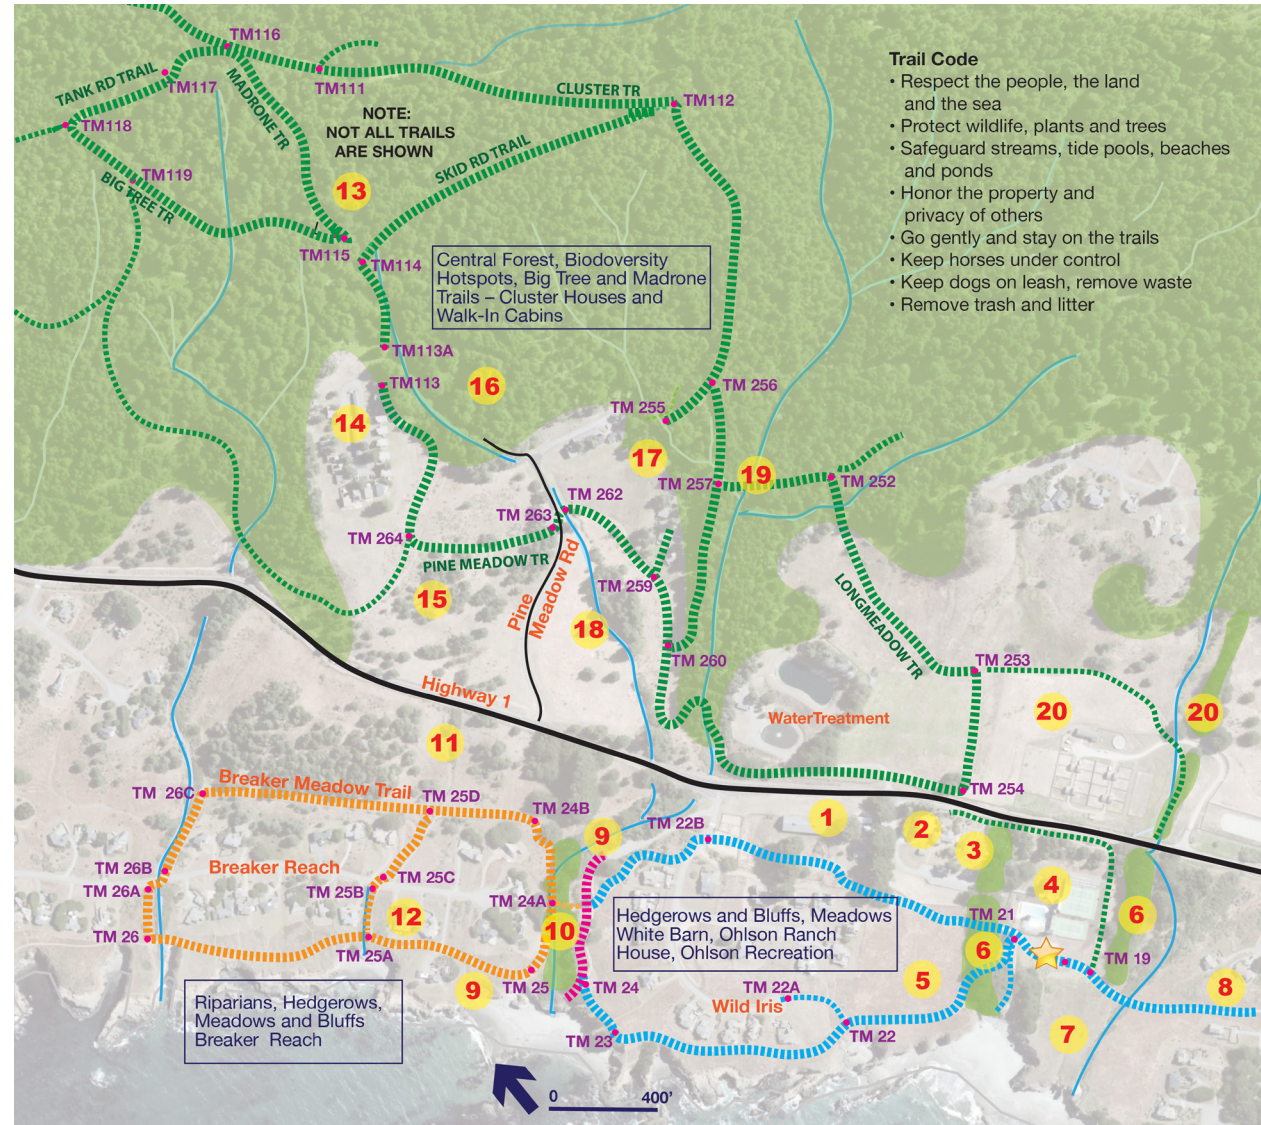 TM116
Trail Code
• Respect the people, the land
and the sea
• Protect wildlife, plants and trees
• Safeguard streams, tide pools, beaches
and ponds
• Honor the property and
privacy of others
• Go gently and stay on the trails
• Keep horses under control
• Keep dogs on leash, remove waste
• Remove trash and litter
TANK RD TRAIL
TM117
MADRONE TR
TM111
CLUSTER TR
TM112
NOTE:
NOT ALL TRAILS
ARE SHOWN
TM118
SKID RD TRAIL
TM119
BIG TREE TR
13
TM115
TM114
Central Forest, Biodoversity
Hotspots, Big Tree and Madrone
Trails – Cluster Houses and
Walk-In Cabins
TM113A
TM113
16
TM 256
TM 255
14
17
TM 257
19
TM 252
TM 262
TM 263
TM 264
PINE MEADOW TR
Pine
Meadow Rd
TM 259
15
18
LONGMEADOW TR
TM 260
TM 253
Highway 1
WaterTreatment
20
20
11
TM 254
Breaker Meadow Trail
TM 26C
TM 25D
TM 24B
9
TM 22B
1
2
3
TM 26B
Breaker Reach
TM 25C
TM 26A
TM 25B
4
TM 24A
12
10
Hedgerows and Bluffs, Meadows
White Barn, Ohlson Ranch
House, Ohlson Recreation
TM 21
6
6
TM 26
TM 25A
TM 19
9
TM 25
TM 24
TM 22A
Wild Iris
5
8
Riparians, Hedgerows,
Meadows and Bluffs
Breaker Reach
TM 23
TM 22
7
0
400'